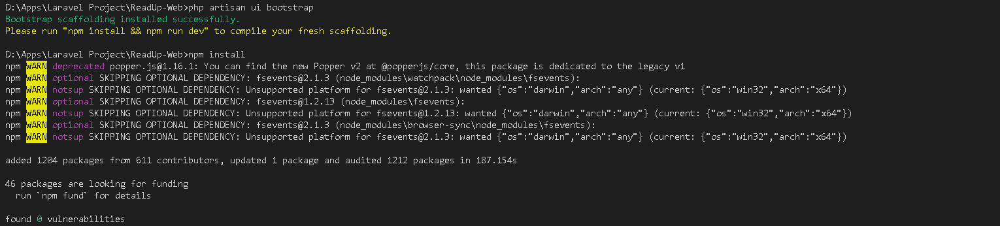 D:\Apps\Laravel Project\ReadUp-Web>php artisan ui bootstrap
Bootstrap scaffolding installed successfully.
Please run "npm install && npm run dev" to compile your fresh scaffolding.
D:\Apps\Laravel Project\ReadUp-Web>npm install
npm WARN deprecated popper.js@1.16.1: You can find the new Popper v2 at @popperjs/core, this package is dedicated to the legacy v1
npm WARN optional SKIPPING OPTIONAL DEPENDENCY: fsevents@2.1.3 (node_modules\watchpack\node_modules\fsevents):
npm WARN notsup SKIPPING OPTIONAL DEPENDENCY: Unsupported platform for fsevents@2.1.3: wanted {"os":"darwin","arch":"any"} (current: {"os":"win32","arch":"x64"})
npm WARN optional SKIPPING OPTIONAL DEPENDENCY: fsevents@1.2.13 (node_modules\fsevents):
npm WARN notsup SKIPPING OPTIONAL DEPENDENCY: Unsupported platform for fsevents@1.2.13: wanted {"os":"darwin","arch":"any"} (current: {"os":"win32","arch":"x64"})
npm WARN optional SKIPPING OPTIONAL DEPENDENCY: fsevents@2.1.3 (node_modules\browser-sync\node_modules\fsevents):
npm WARN notsup SKIPPING OPTIONAL DEPENDENCY: Unsupported platform for fsevents@2.1.3: wanted {"os":"darwin","arch":"any"} (current: {"os":"win32","arch":"x64"})
added 1204 packages from 611 contributors, updated 1 package and audited 1212 packages in 187.154s
46 packages are looking for funding
run `npm fund` for details
found 0 vulnerabilities